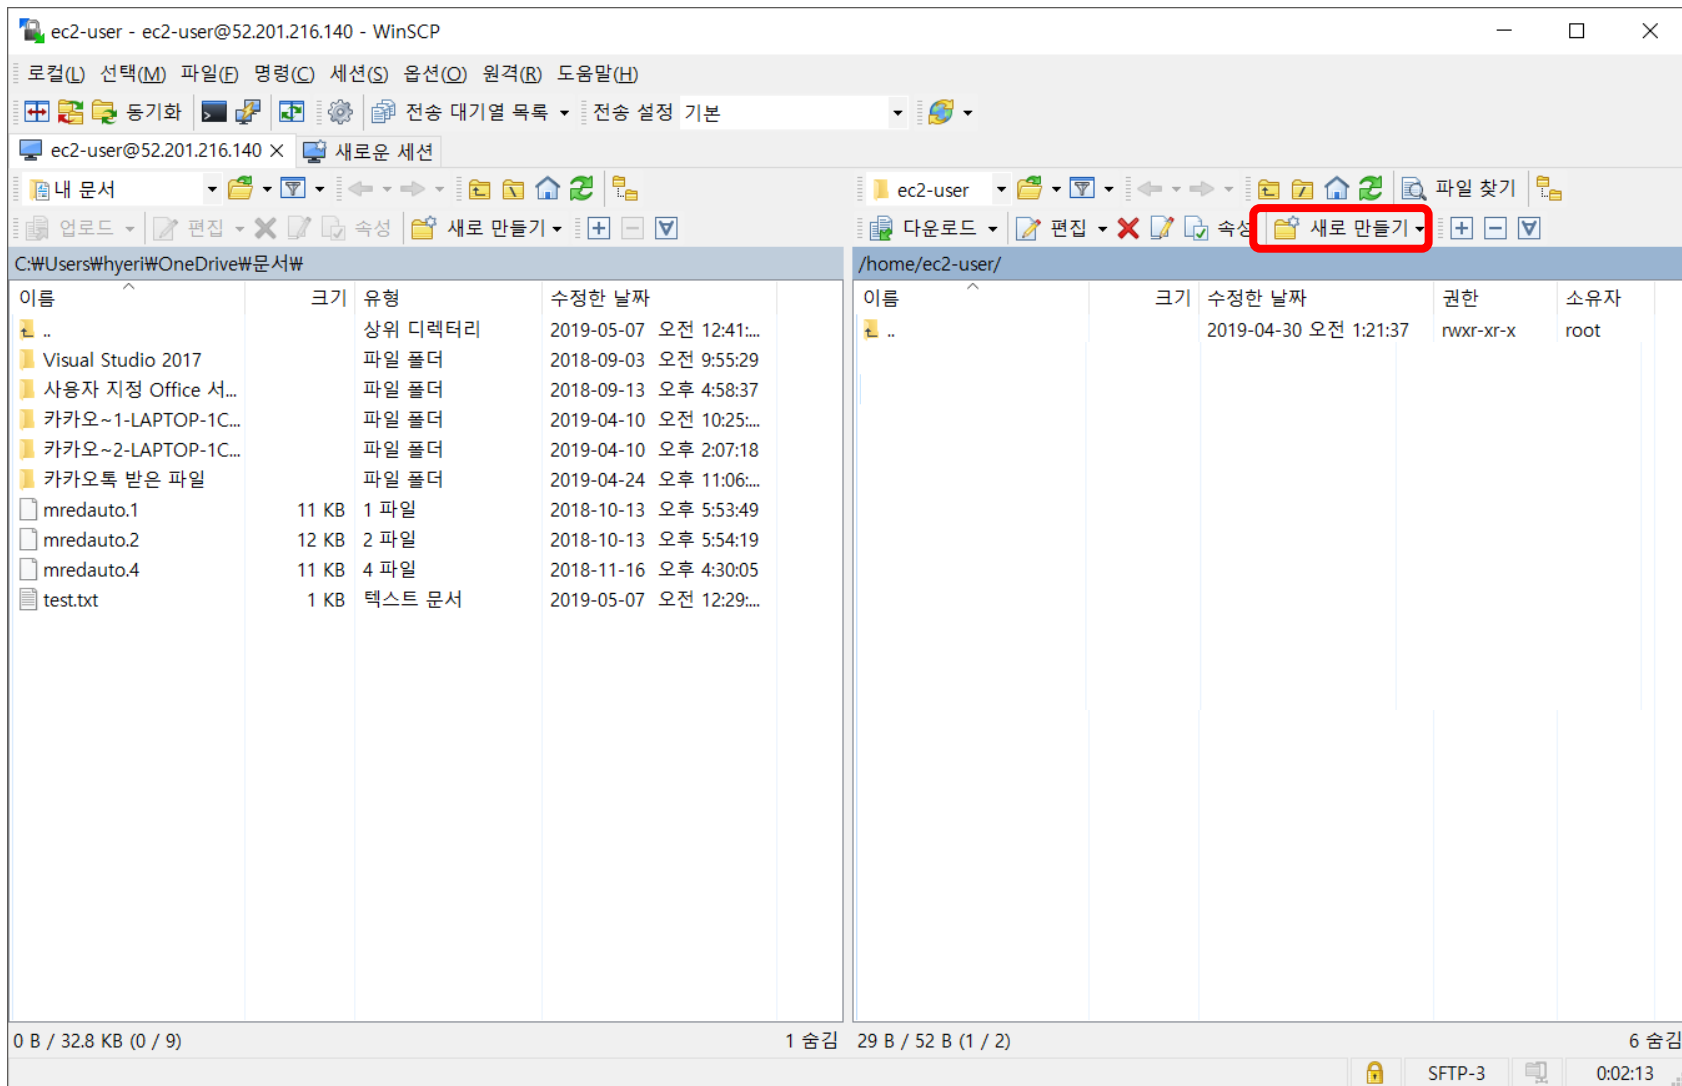 ec2-user - ec2-user@52.201.216.140 - WinSCP
로컬(L) 선택(M) 파일(F) 명령(C) 세션(S) 옵션(O) 원격(R) 도움말(H)
동기화 전송 대기열 목록 전송 설정 기본
ec2-user@52.201.216.140 새로운 세션
내 문서
업로드 편집 속성 새로 만들기
C:₩Users₩hyeri₩OneDrive₩문서₩
이름 크기 유형 수정한 날짜
.. 상위 디렉터리 2019-05-07 오전 12:41:...
Visual Studio 2017 파일 폴더 2018-09-03 오전 9:55:29
사용자 지정 Office 서... 파일 폴더 2018-09-13 오후 4:58:37
카카오~1-LAPTOP-1C... 파일 폴더 2019-04-10 오전 10:25:...
카카오~2-LAPTOP-1C... 파일 폴더 2019-04-10 오후 2:07:18
카카오톡 받은 파일 파일 폴더 2019-04-24 오후 11:06:...
mredauto.1 11 KB 1 파일 2018-10-13 오후 5:53:49
mredauto.2 12 KB 2 파일 2018-10-13 오후 5:54:19
mredauto.4 11 KB 4 파일 2018-11-16 오후 4:30:05
test.txt 1 KB 텍스트 문서 2019-05-07 오전 12:29:...
0 B / 32.8 KB (0 / 9) 1 숨김
ec2-user 파일 찾기
다운로드 편집 속성 새로 만들기
/home/ec2-user/
이름 크기 수정한 날짜 권한 소유자
.. 2019-04-30 오전 1:21:37 rwxr-xr-x root
29 B / 52 B (1 / 2) 6 숨김
SFTP-3 0:02:13